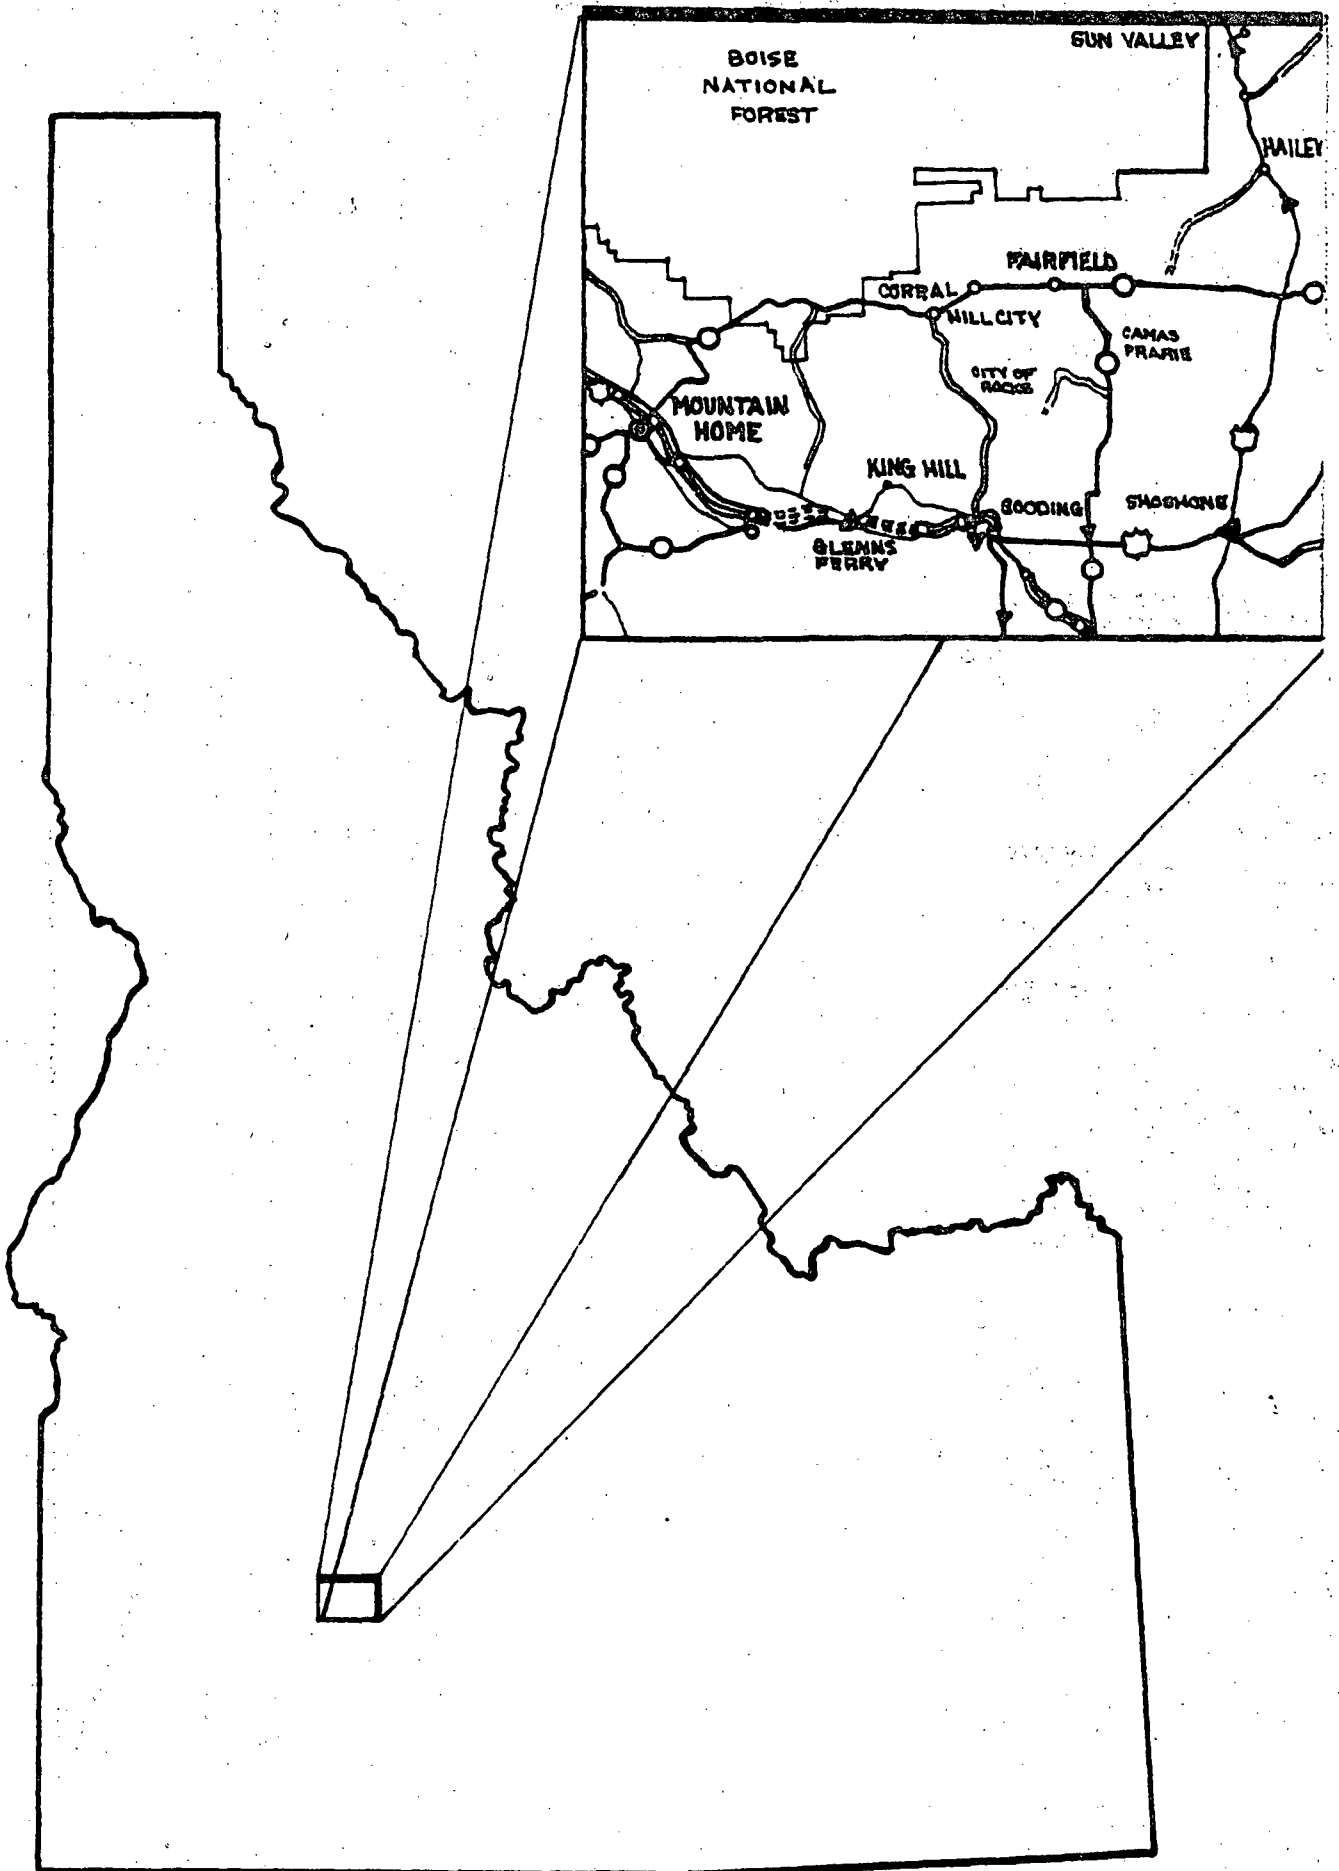 SUN VALLEY
BOISE
NATIONAL
FOREST
HAILEY
FAIRFIELD
CORRAL
HILL CITY
CAMAS
PRARIE
CITY OF
ROCKS
MOUNTAIN
HOME
KING HILL
GOODING
SHOSHONE
GLENNS
FERRY